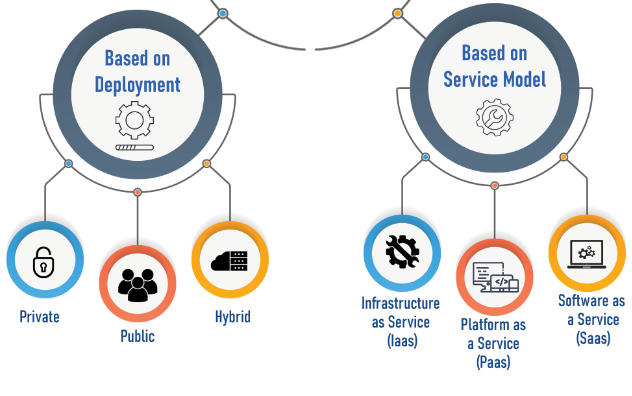 Based on
Deployment
Private
Public
Hybrid
Based on
Service Model
Infrastructure
as Service
(Iaas)
Platform as
a Service
(Paas)
Software as
a Service
(Saas)